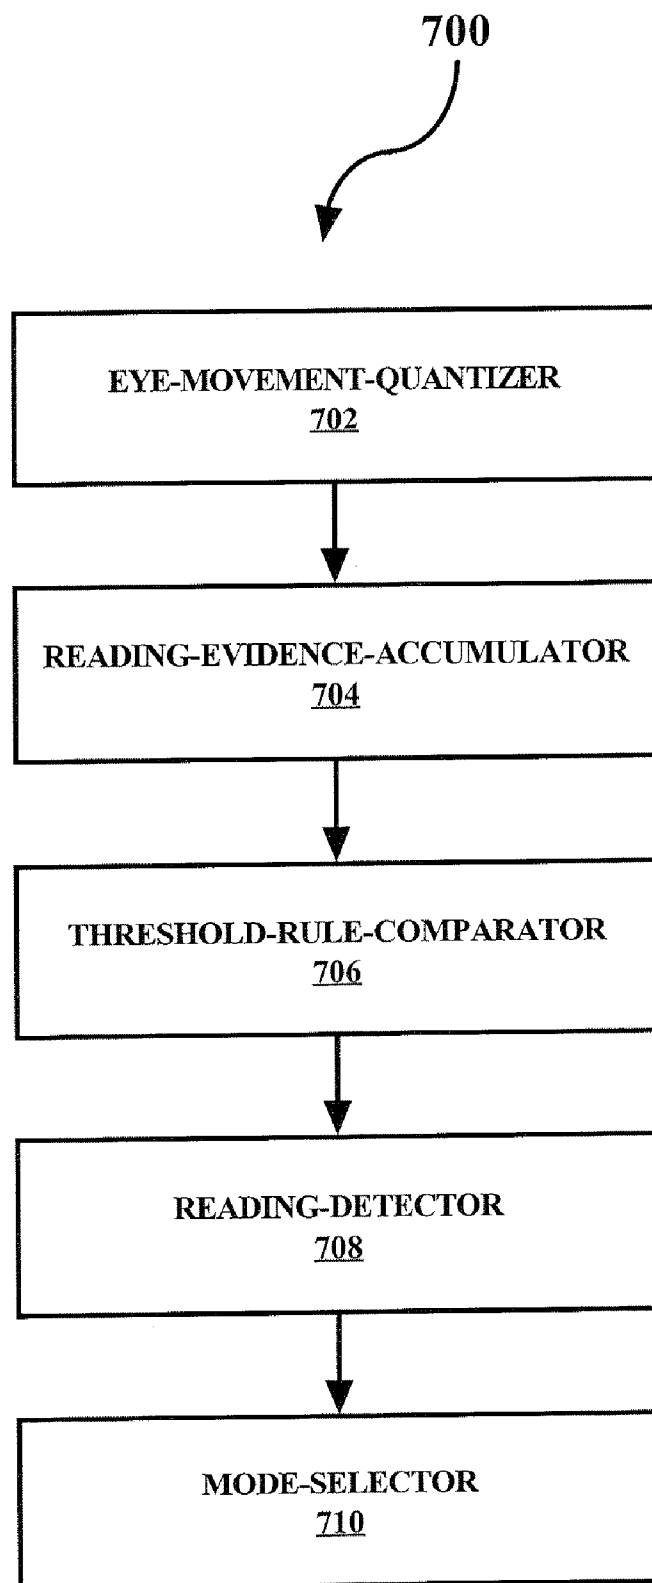 700
EYE-MOVEMENT-QUANTIZER
702
READING-EVIDENCE-ACCUMULATOR
704
THRESHOLD-RULE-COMPARATOR
706
READING-DETECTOR
708
MODE-SELECTOR
710